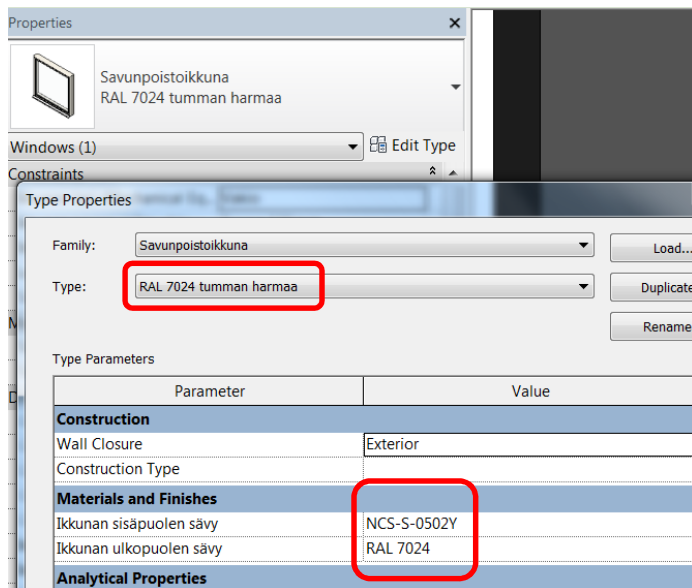 Properties
Savunpoistoikkuna
RAL 7024 tumman harmaa
Windows (1)
Edit Type
Constraints
Type Properties
Family:
Savunpoistoikkuna
Load...
Type:
RAL 7024 tumman harmaa
Duplicate
Rename
Type Parameters
Parameter Value
Construction
Wall Closure Exterior
Construction Type
Materials and Finishes
Ikkunan sisäpuolen sävy NCS-S-0502Y
Ikkunan ulkopuolen sävy RAL 7024
Analytical Properties